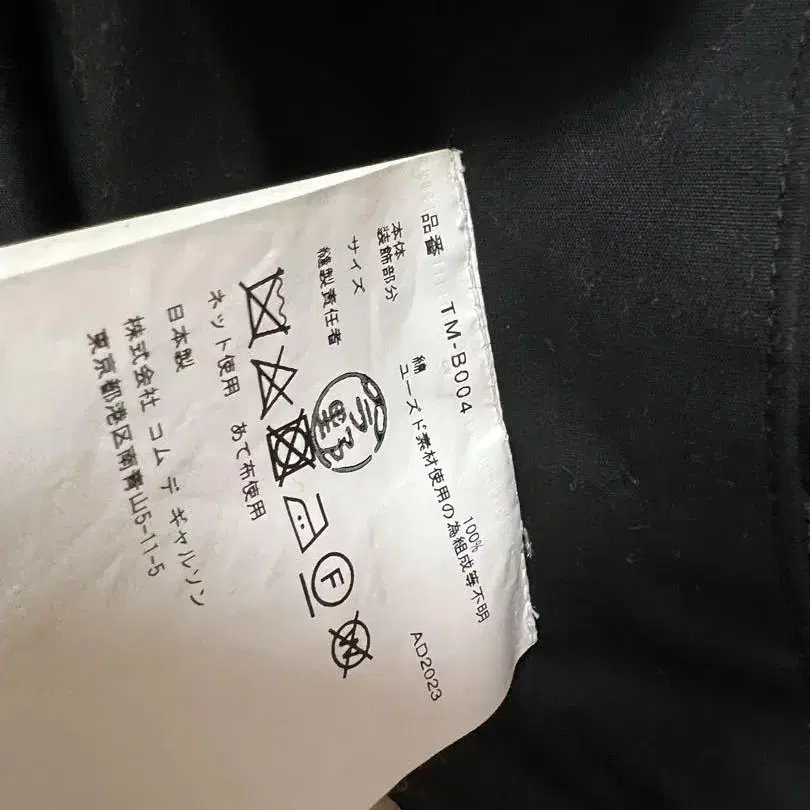 品番 TM-B004
本体 綿 100%
装飾部分 ユーズド素材使用の為組成等不明
サイズ
AD2023
縫製責任者
F
W
ネット使用 あて布使用
日本製
株式会社 コム デ ギャルソン
東京都港区南青山5-11-5